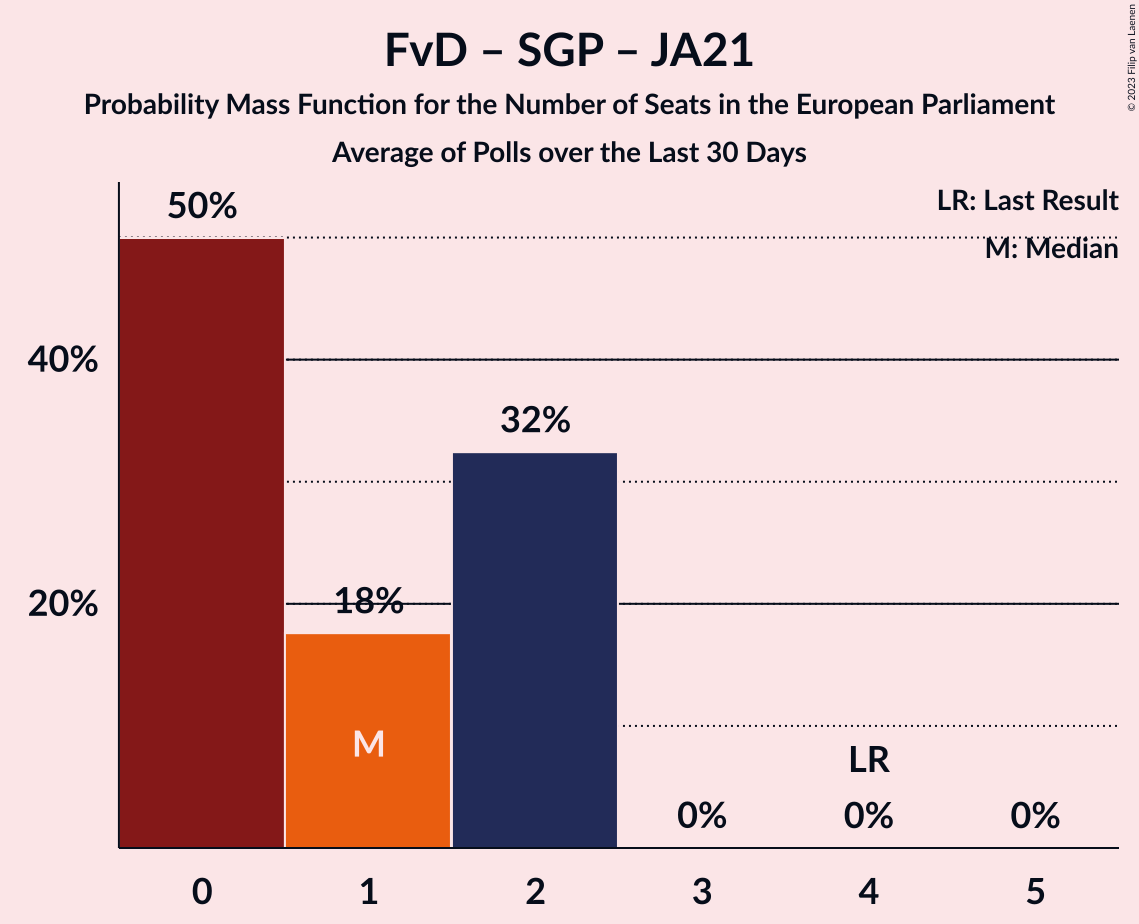 FvD – SGP – JA21
Probability Mass Function for the Number of Seats in the European Parliament
Average of Polls over the Last 30 Days
© 2023 Filip van Laenen
LR: Last Result
M: Median
50%
40%
32%
20%
18%
M
LR
0%
0%
0%
0
1
2
3
4
5